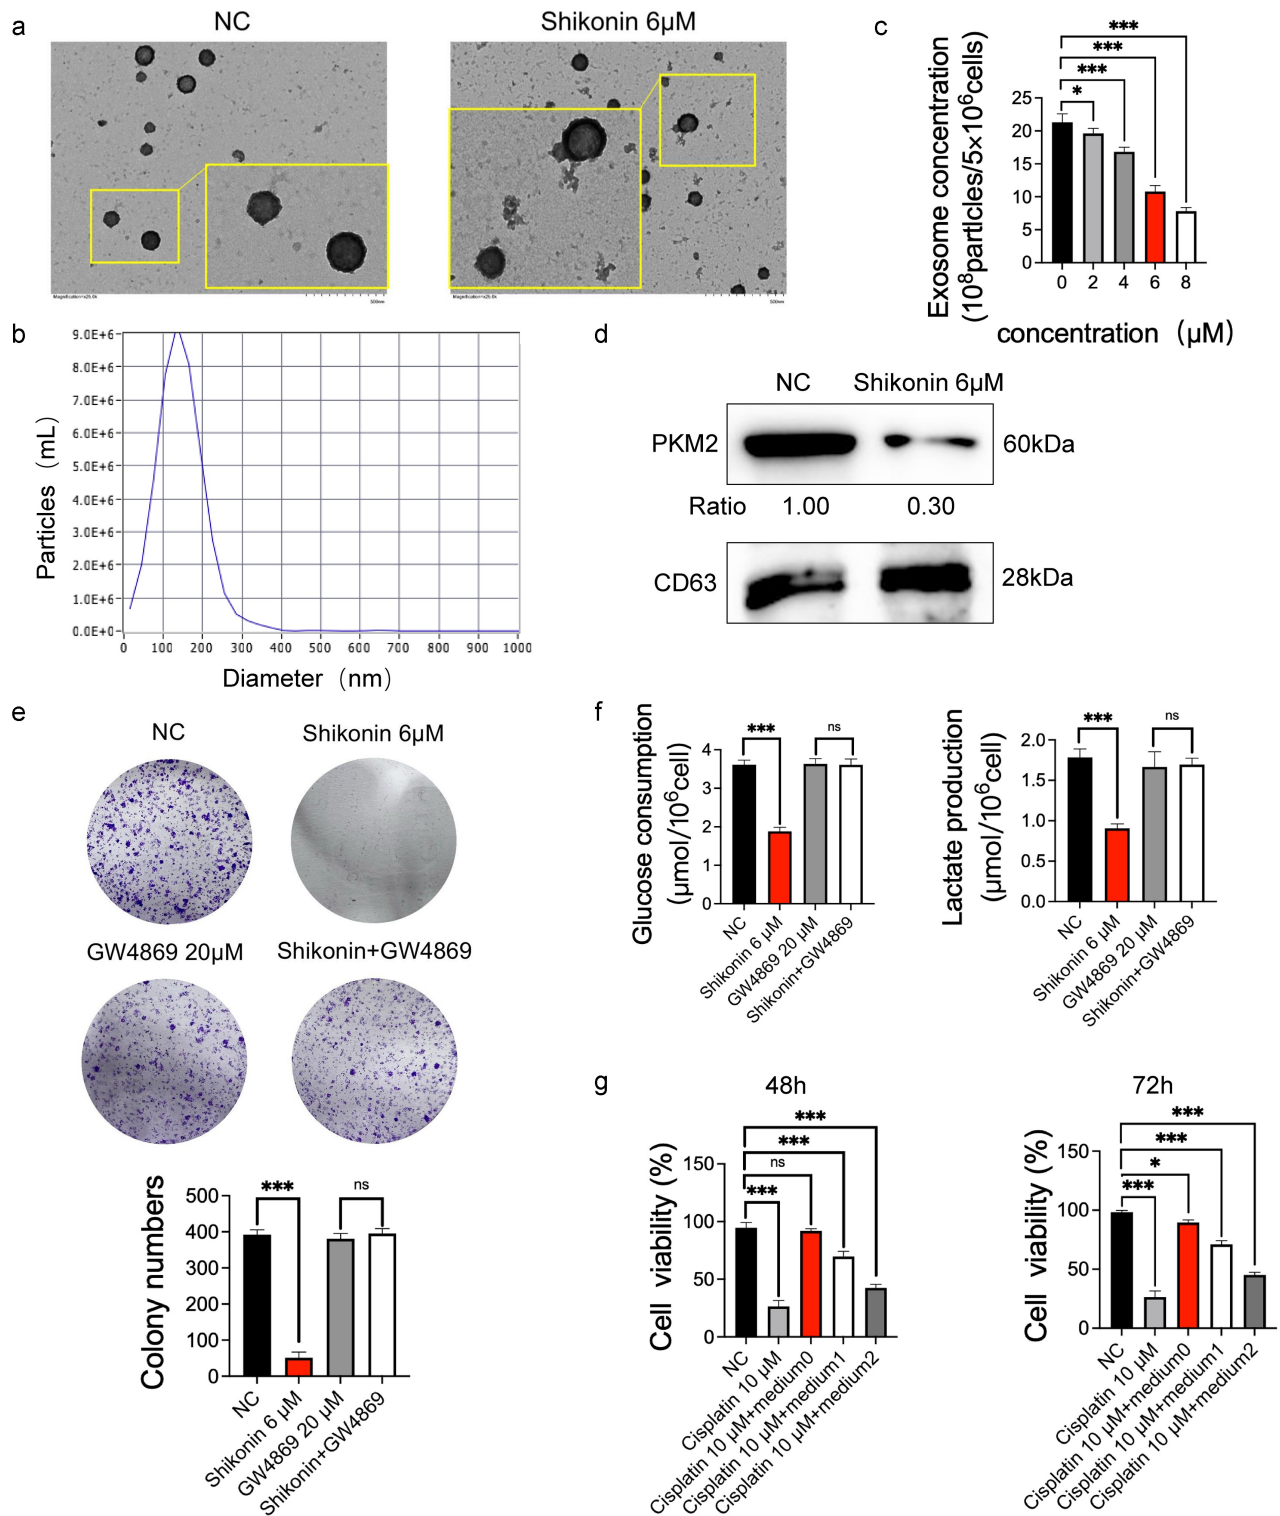 a
NC
Shikonin 6μM
Magnification=x25.0k
500nm
Magnification=x25.0k
500nm
c
Exosome concentration
(10⁸particles/5×10⁶cells)
***
***
***
*
25
20
15
10
5
0
0 2 4 6 8
concentration (μM)
b
Particles (mL)
9.0E+6
8.0E+6
7.0E+6
6.0E+6
5.0E+6
4.0E+6
3.0E+6
2.0E+6
1.0E+6
0.0E+0
0 100 200 300 400 500 600 700 800 900 1000
Diameter (nm)
d
NC Shikonin 6μM
PKM2 60kDa
Ratio 1.00 0.30
CD63 28kDa
e
NC
Shikonin 6μM
GW4869 20μM
Shikonin+GW4869
Colony numbers
500
400
300
200
100
0
*** ns
NC
Shikonin 6 μM
GW4869 20 μM
Shikonin+GW4869
f
Glucose consumption
(μmol/10⁶cell)
4
3
2
1
0
*** ns
NC
Shikonin 6 μM
GW4869 20 μM
Shikonin+GW4869
Lactate production
(μmol/10⁶cell)
2.0
1.5
1.0
0.5
0.0
*** ns
NC
Shikonin 6 μM
GW4869 20 μM
Shikonin+GW4869
g
48h
Cell viability (%)
***
***
ns
***
150
100
50
0
NC
Cisplatin 10 μM
Cisplatin 10 μM+medium0
Cisplatin 10 μM+medium1
Cisplatin 10 μM+medium2
72h
Cell viability (%)
***
***
*
***
150
100
50
0
NC
Cisplatin 10 μM
Cisplatin 10 μM+medium0
Cisplatin 10 μM+medium1
Cisplatin 10 μM+medium2